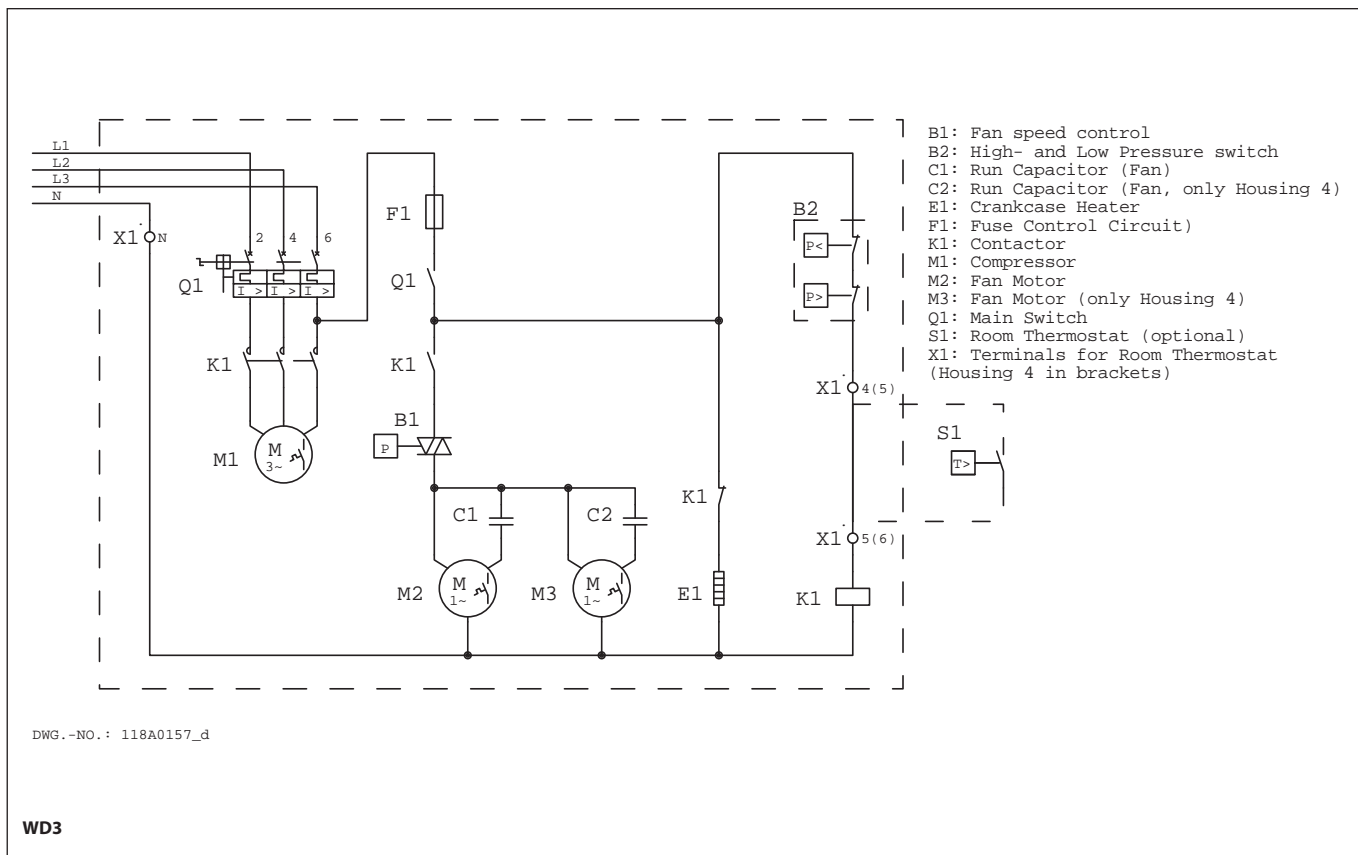 L1
L2
L3
N
X1 N
2 4 6
Q1
I > I > I >
K1
M1
M
3~
F1
Q1
K1
B1
P
C1
C2
M2
M
1~
M3
M
1~
K1
E1
B2
P<
P>
X1 4(5)
S1
T>
X1 5(6)
K1
B1: Fan speed control
B2: High- and Low Pressure switch
C1: Run Capacitor (Fan)
C2: Run Capacitor (Fan, only Housing 4)
E1: Crankcase Heater
F1: Fuse Control Circuit)
K1: Contactor
M1: Compressor
M2: Fan Motor
M3: Fan Motor (only Housing 4)
Q1: Main Switch
S1: Room Thermostat (optional)
X1: Terminals for Room Thermostat
(Housing 4 in brackets)
DWG.-NO.: 118A0157_d
WD3